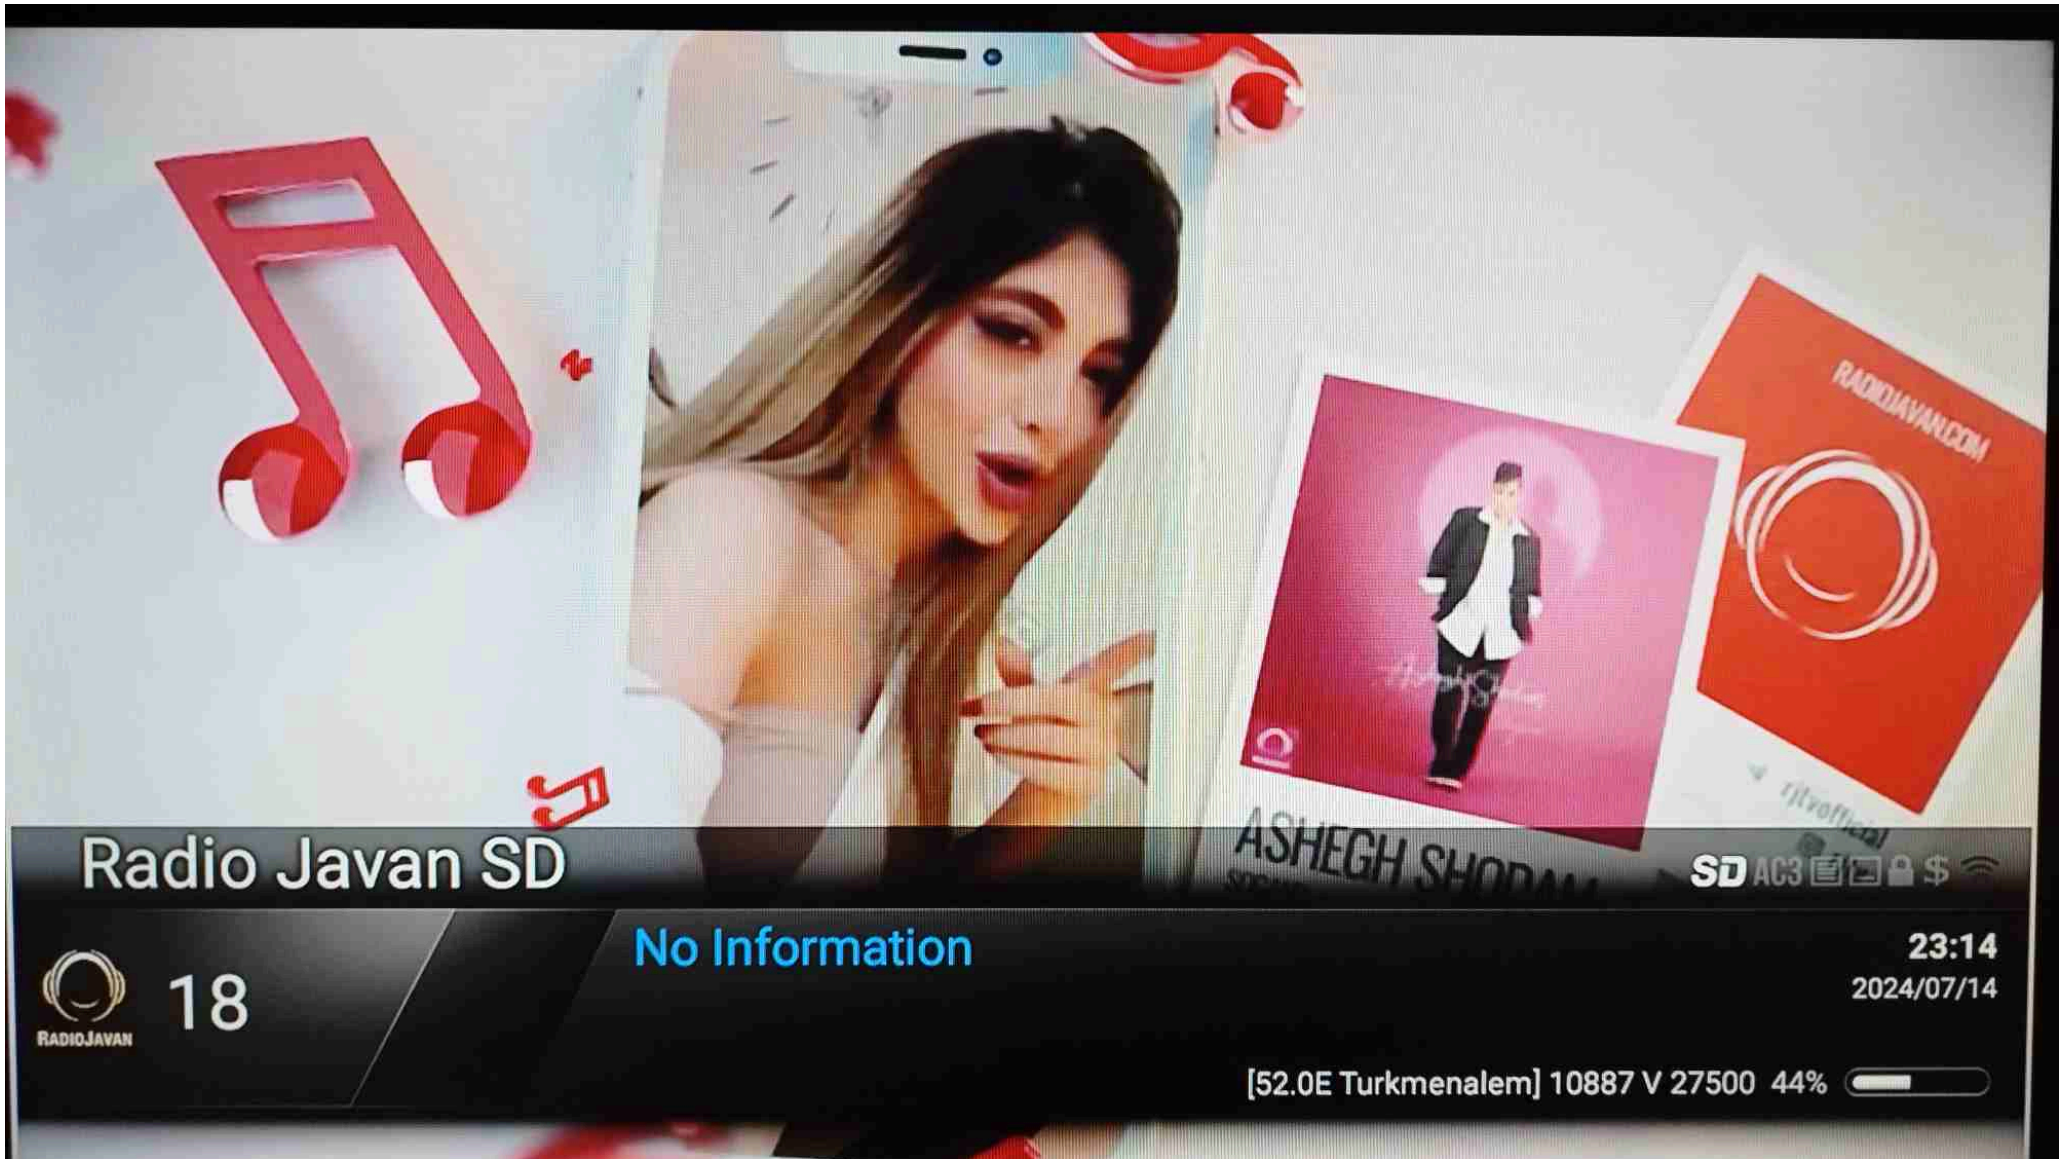 RADIOJAVAN.COM
rjtvofficial
ASHEGH SHODAM
Radio Javan SD
SD AC3 $
No Information
18
RADIOJAVAN
23:14
2024/07/14
[52.0E Turkmenalem] 10887 V 27500 44%